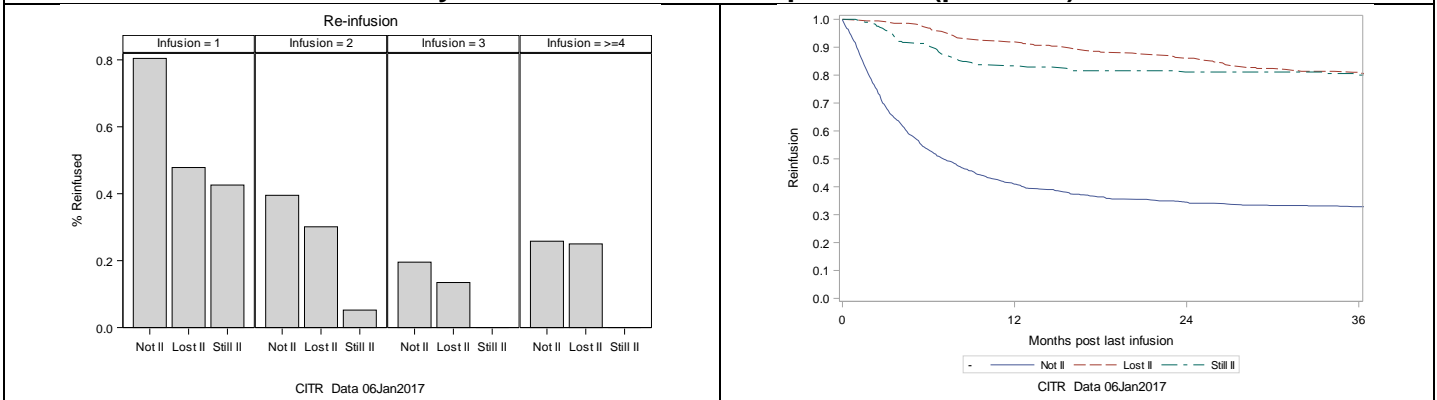 Re-infusion
Infusion = 1 Infusion = 2 Infusion = 3 Infusion = >=4
% Reinfused
0.8
0.6
0.4
0.2
0.0
Not II Lost II Still II Not II Lost II Still II Not II Lost II Still II Not II Lost II Still II
CITR Data 06Jan2017
Reinfusion
1.0
0.9
0.8
0.7
0.6
0.5
0.4
0.3
0.2
0.1
0.0
0 12 24 36
Months post last infusion
- Not II Lost II Still II
CITR Data 06Jan2017